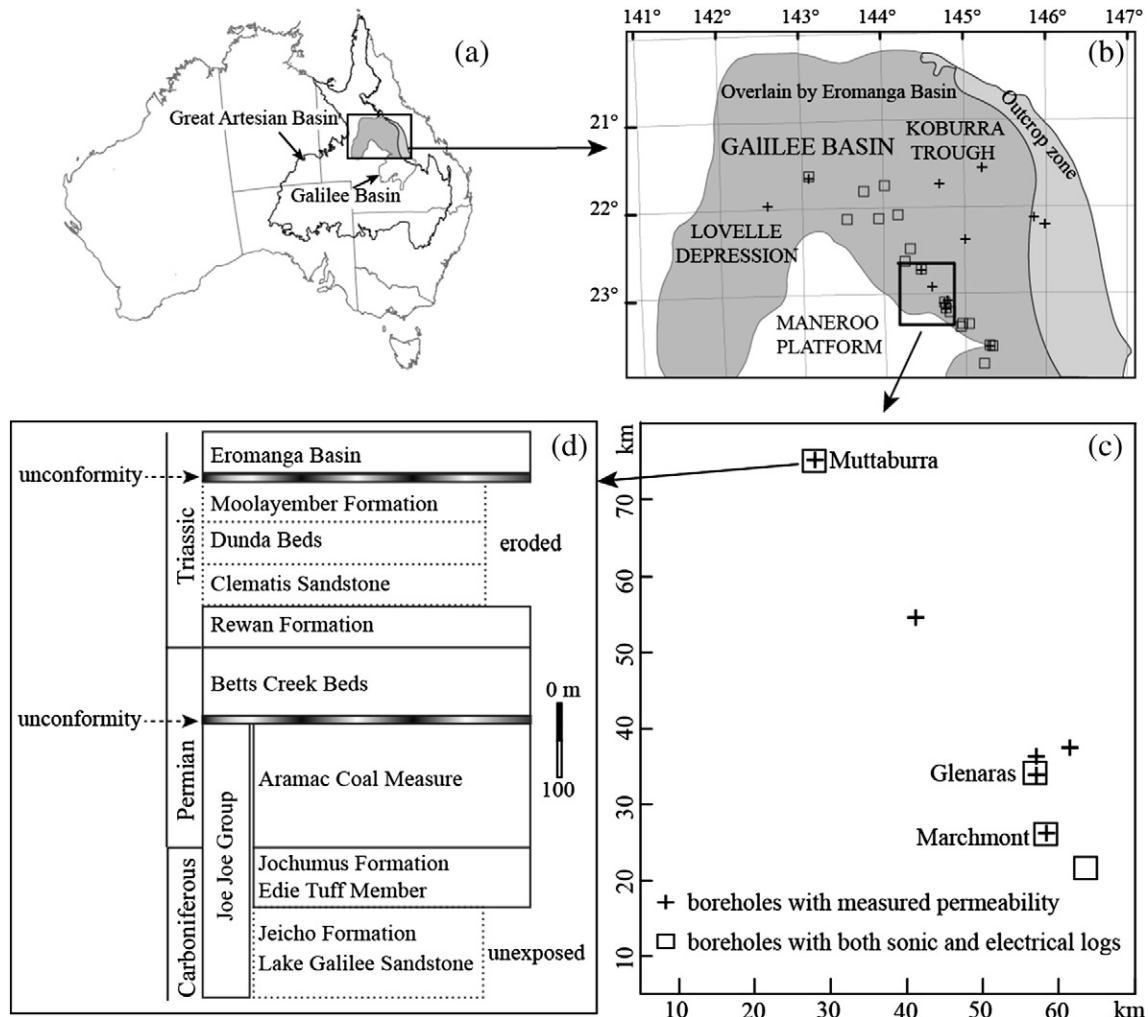 (a)
Great Artesian Basin
Galilee Basin
141° 142° 143° 144° 145° 146° 147°
(b)
Overlain by Eromanga Basin
Outcrop zone
21°
GAlILEE BASIN
KOBURRA
TROUGH
22°
LOVELLE
DEPRESSION
23°
MANEROO
PLATFORM
(d)
Eromanga Basin
unconformity
Moolayember Formation
Dunda Beds
eroded
Clematis Sandstone
Triassic
Rewan Formation
Betts Creek Beds
0 m
unconformity
100
Permian
Aramac Coal Measure
Joe Joe Group
Carboniferous
Jochumus Formation
Edie Tuff Member
Jeicho Formation
Lake Galilee Sandstone
unexposed
km
(c)
Muttaburra
70
60
50
40
Glenaras
30
Marchmont
20
+ boreholes with measured permeability
□ boreholes with both sonic and electrical logs
10
10 20 30 40 50 60 km